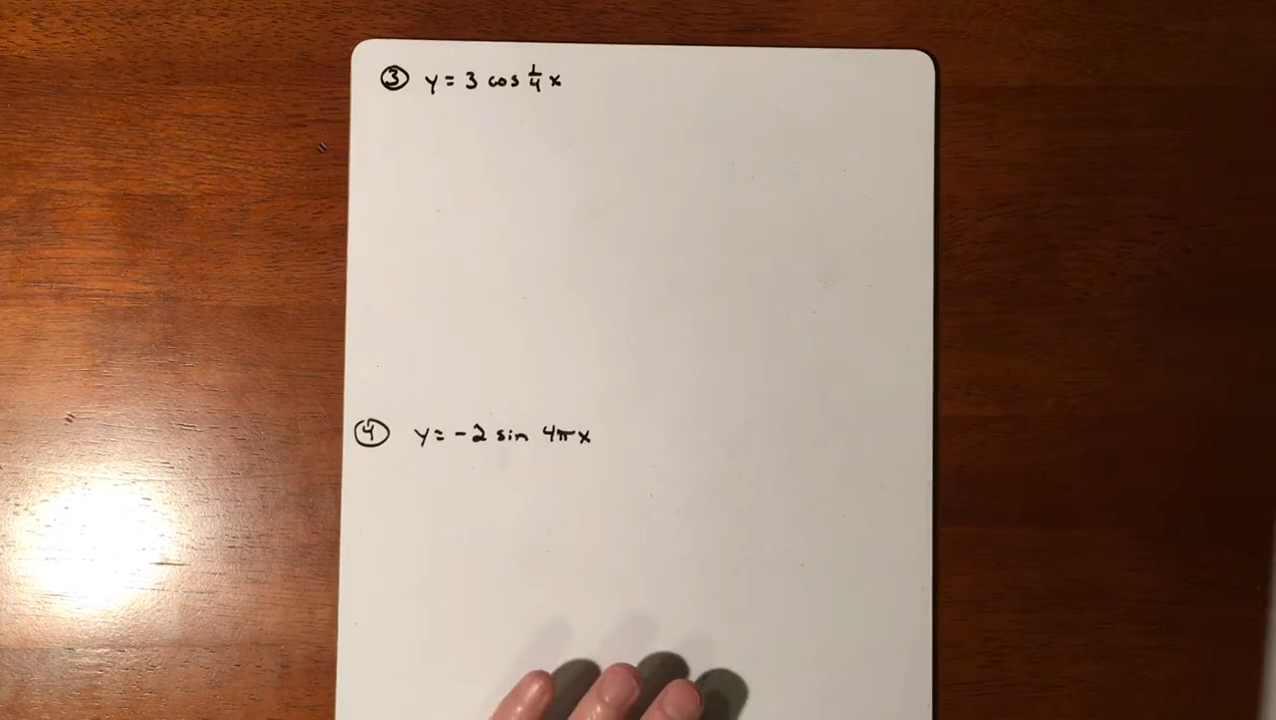 ③ y = 3 cos 1/4 x
④ y = -2 sin 4πx